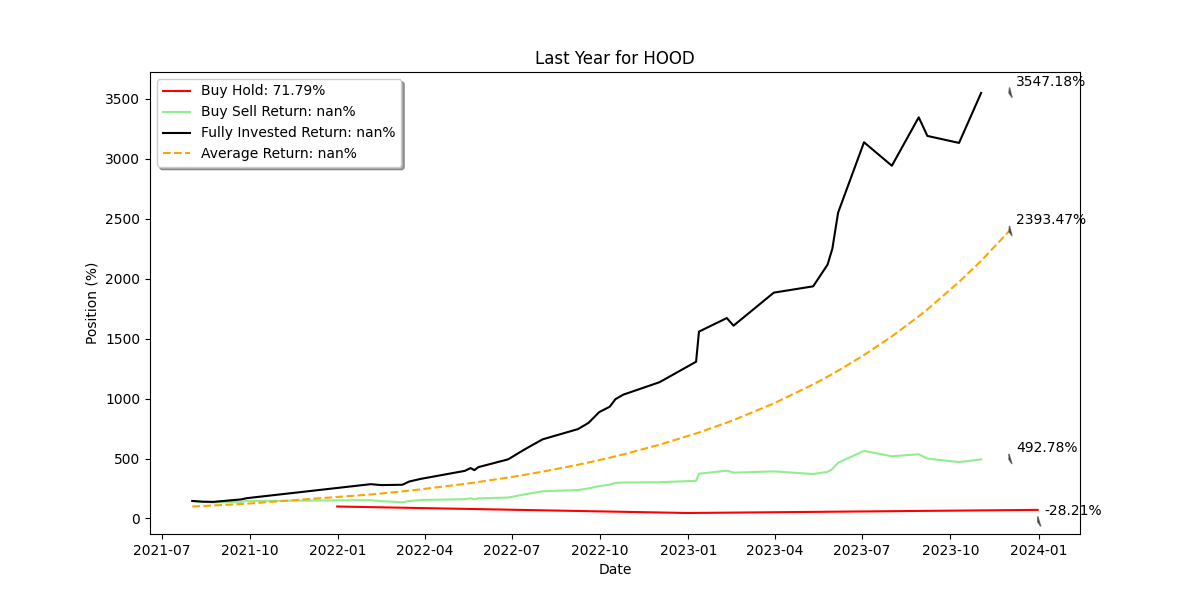 Last Year for HOOD
Buy Hold: 71.79%
Buy Sell Return: nan%
Fully Invested Return: nan%
Average Return: nan%
3547.18%
2393.47%
492.78%
-28.21%
Position (%)
3500
3000
2500
2000
1500
1000
500
0
2021-07 2021-10 2022-01 2022-04 2022-07 2022-10 2023-01 2023-04 2023-07 2023-10 2024-01
Date